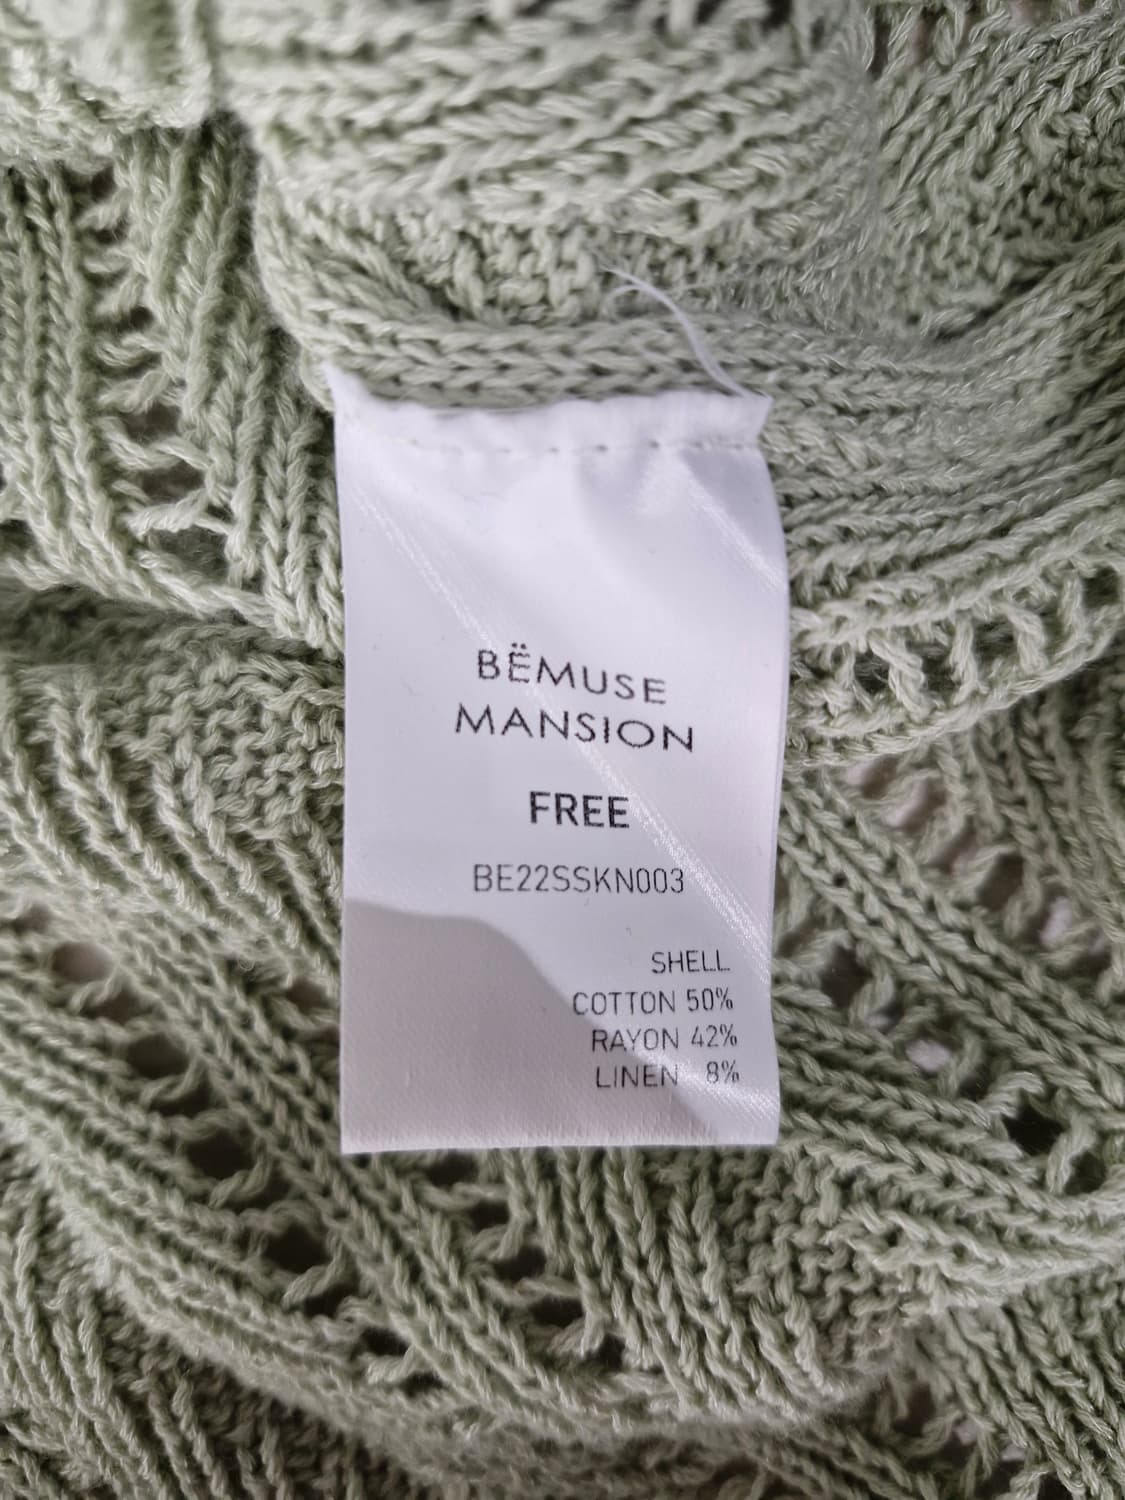 BËMUSE
MANSION
FREE
BE22SSKN003
SHELL
COTTON 50%
RAYON 42%
LINEN 8%